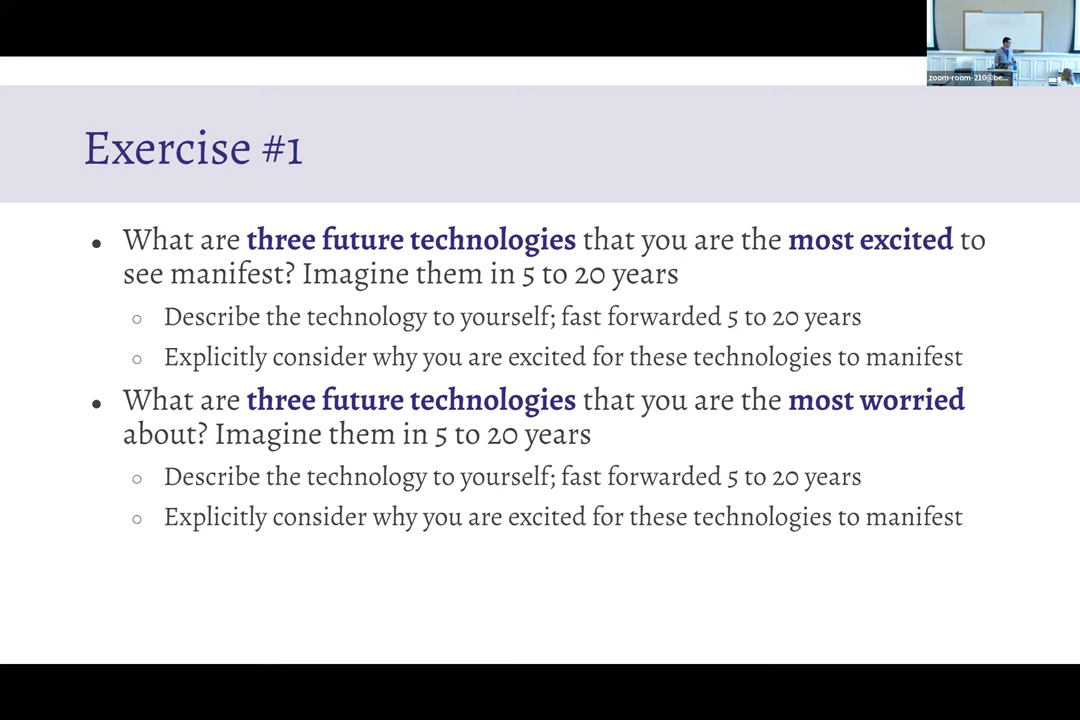 zoom-room-210@be...
Exercise #1
• What are three future technologies that you are the most excited to
see manifest? Imagine them in 5 to 20 years
○ Describe the technology to yourself; fast forwarded 5 to 20 years
○ Explicitly consider why you are excited for these technologies to manifest
• What are three future technologies that you are the most worried
about? Imagine them in 5 to 20 years
○ Describe the technology to yourself; fast forwarded 5 to 20 years
○ Explicitly consider why you are excited for these technologies to manifest